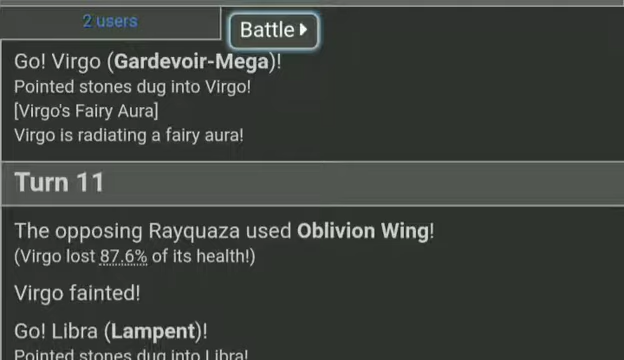 2 users
Battle
Go! Virgo (Gardevoir-Mega)!
Pointed stones dug into Virgo!
[Virgo's Fairy Aura]
Virgo is radiating a fairy aura!
Turn 11
The opposing Rayquaza used Oblivion Wing!
(Virgo lost 87.6% of its health!)
Virgo fainted!
Go! Libra (Lampent)!
Pointed stones dug into Libra!